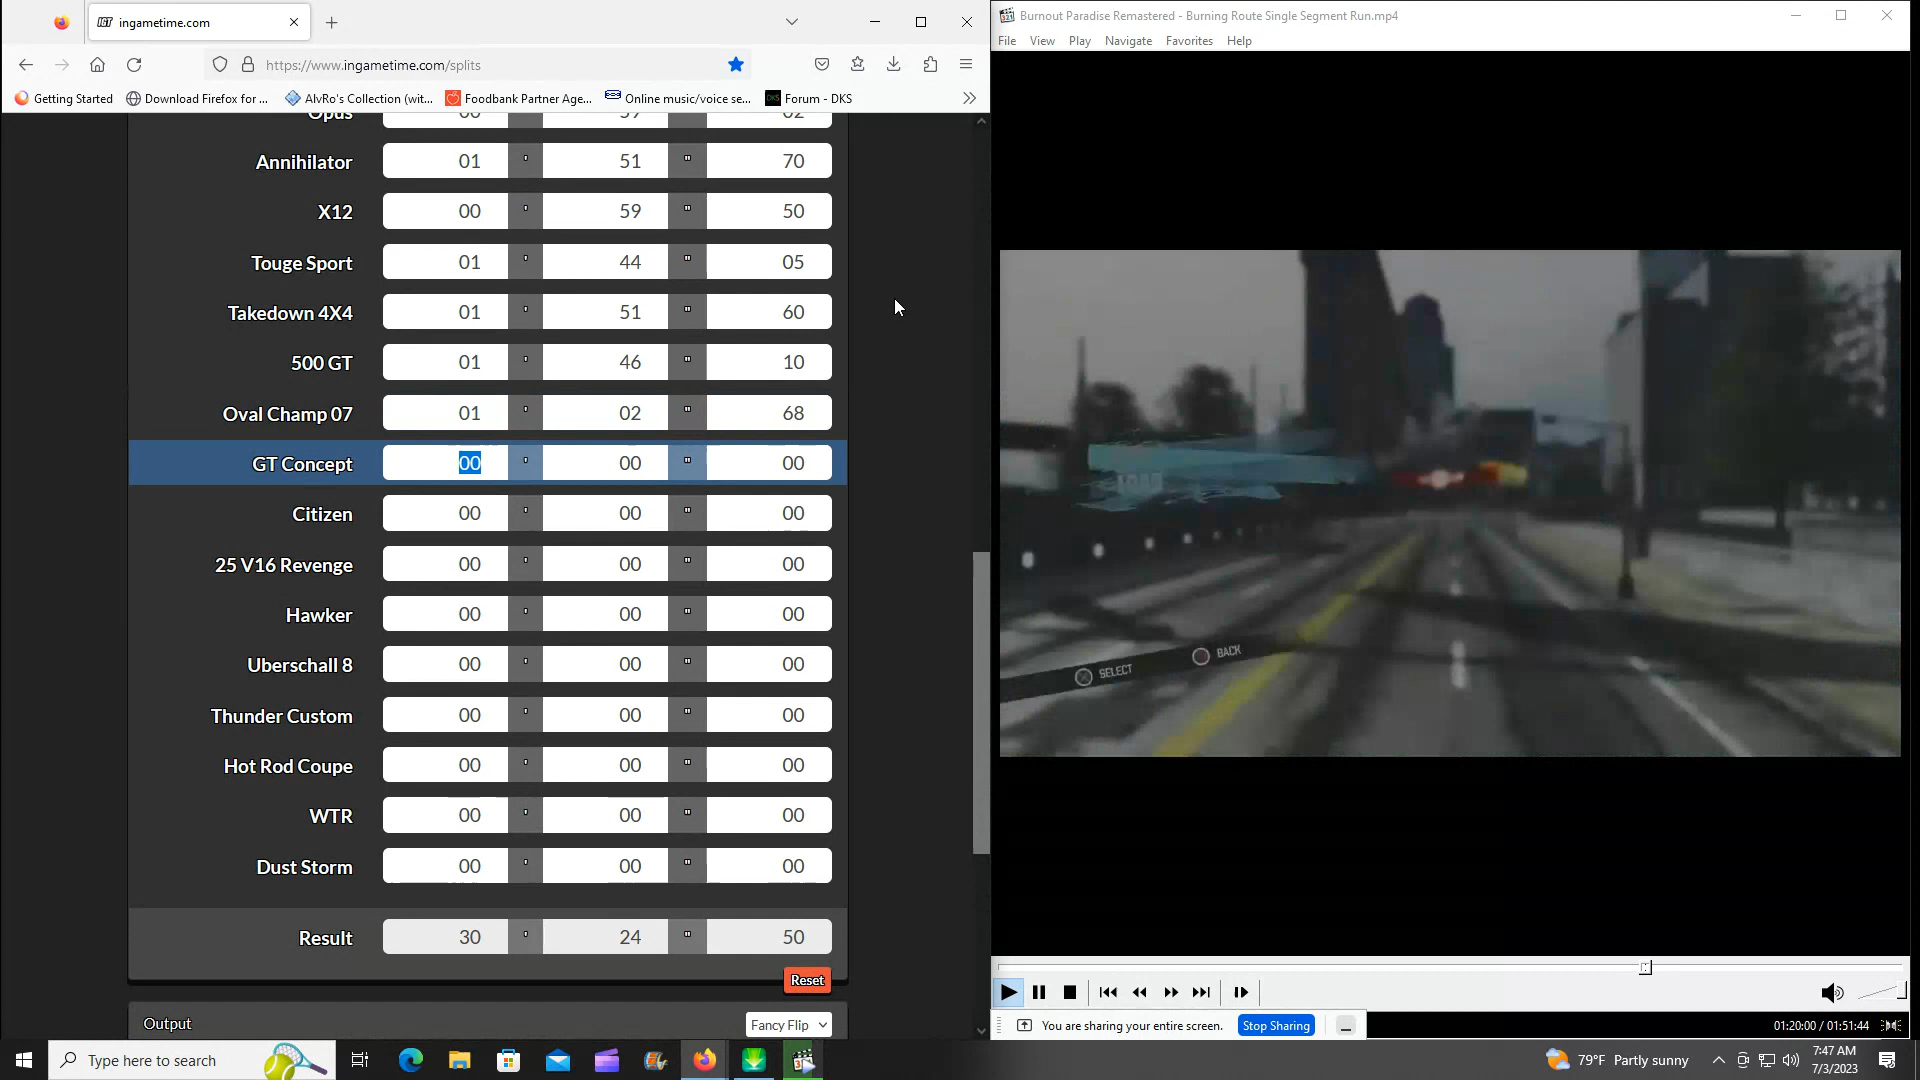 ingametime.com
Burnout Paradise Remastered - Burning Route Single Segment Run.mp4
File View Play Navigate Favorites Help
https://www.ingametime.com/splits
Getting Started Download Firefox for ... AlvRo's Collection (wit... Foodbank Partner Age... Online music/voice se... Forum - DKS
Opus 00 ' 59 " 02
Annihilator 01 ' 51 " 70
X12 00 ' 59 " 50
Touge Sport 01 ' 44 " 05
Takedown 4X4 01 ' 51 " 60
500 GT 01 ' 46 " 10
Oval Champ 07 01 ' 02 " 68
GT Concept 00 ' 00 " 00
Citizen 00 ' 00 " 00
25 V16 Revenge 00 ' 00 " 00
Hawker 00 ' 00 " 00
Uberschall 8 00 ' 00 " 00
Thunder Custom 00 ' 00 " 00
Hot Rod Coupe 00 ' 00 " 00
WTR 00 ' 00 " 00
Dust Storm 00 ' 00 " 00
Result 30 ' 24 " 50
Reset
Output Fancy Flip
SELECT BACK
You are sharing your entire screen. Stop Sharing
01:20:00 / 01:51:44
Type here to search
79°F Partly sunny
7:47 AM
7/3/2023